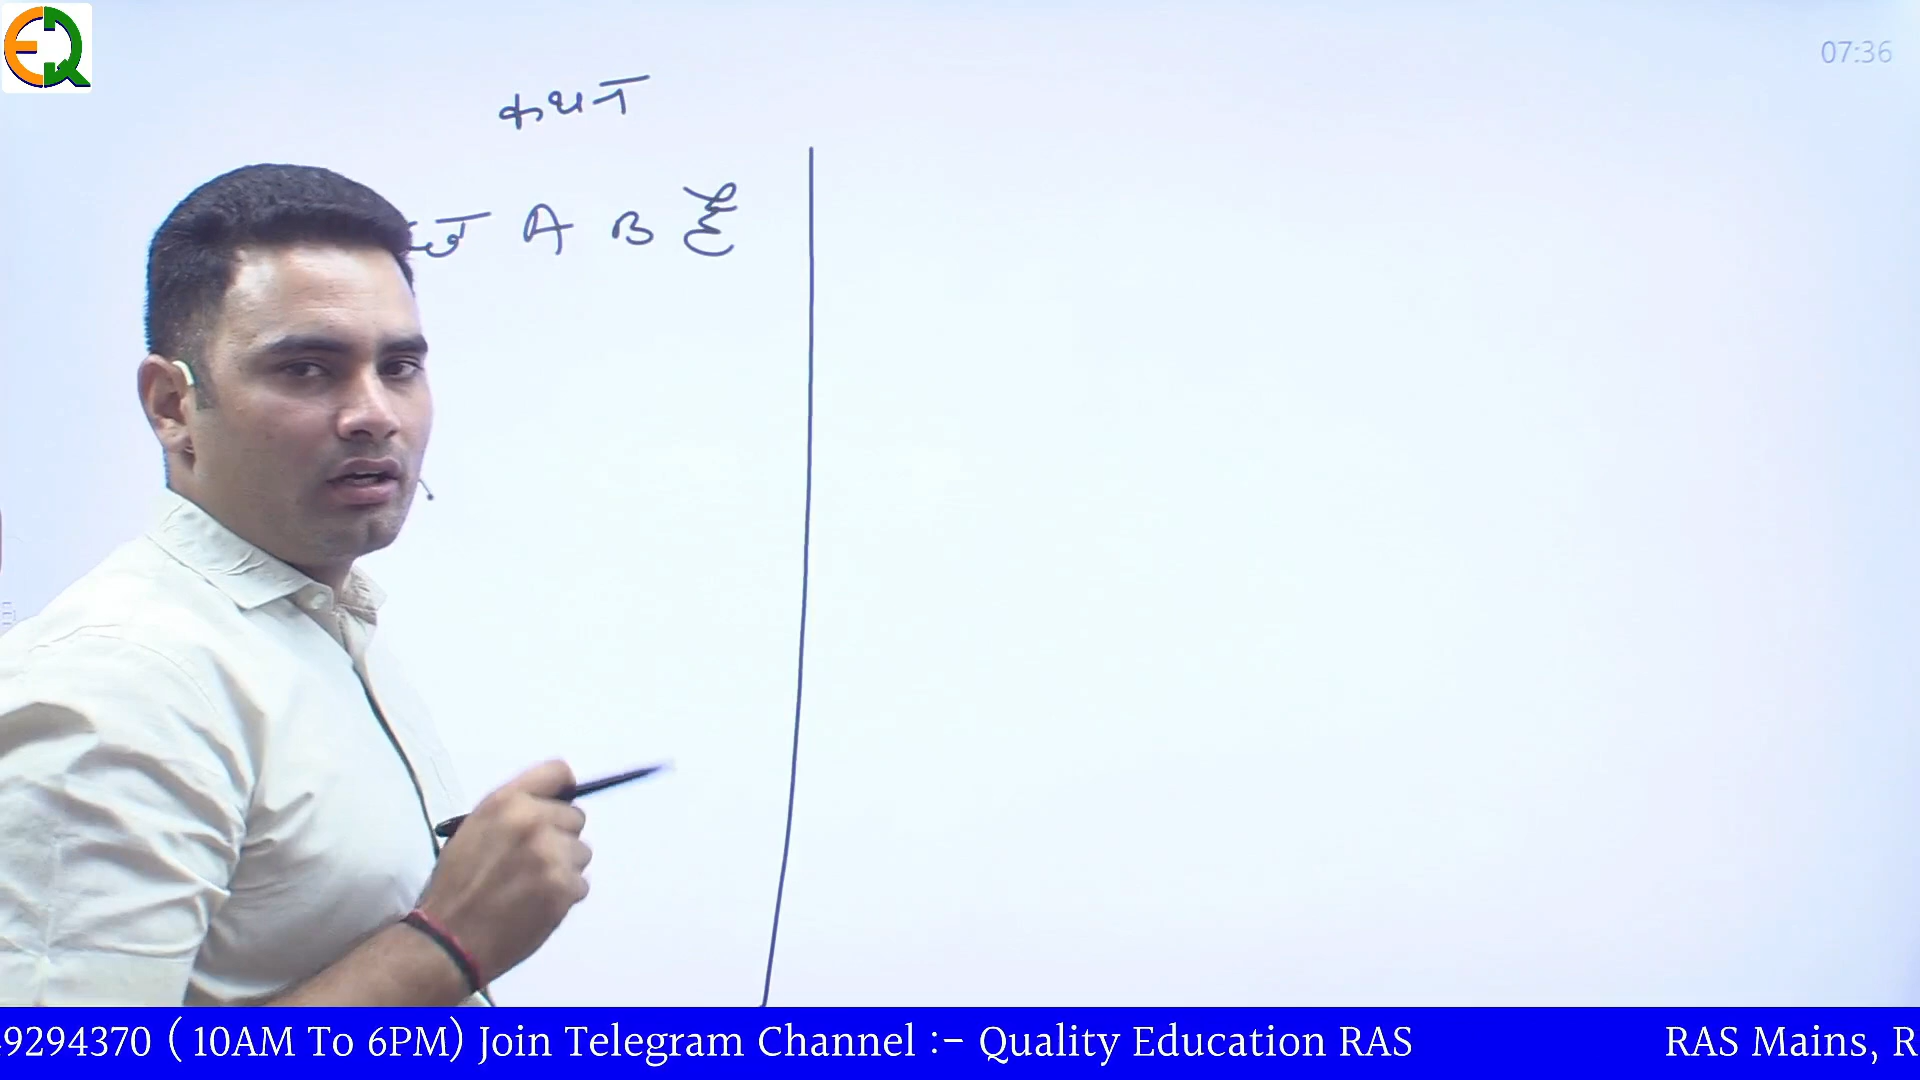 07:36
कथन
A B है
9294370 ( 10AM To 6PM) Join Telegram Channel :- Quality Education RAS RAS Mains, R